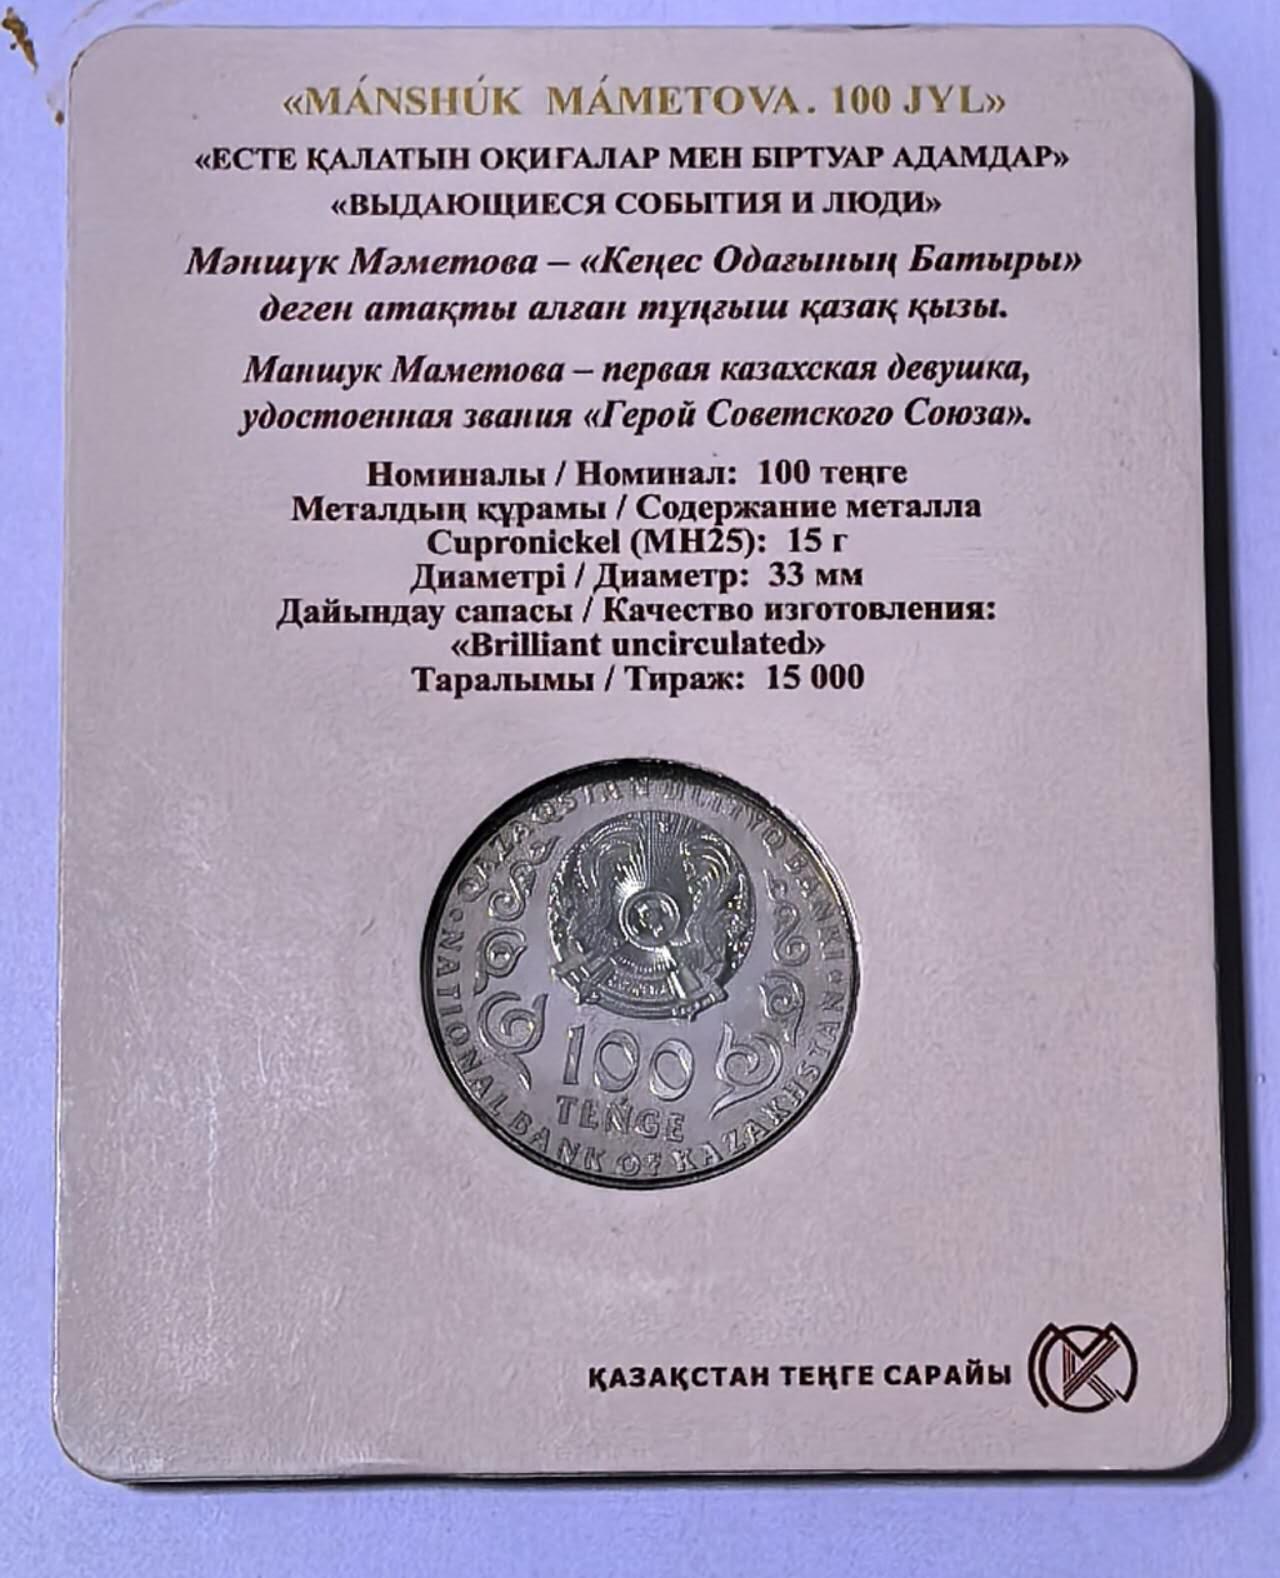 «MÁNSHÚK MÁMETOVA. 100 JYL»
«ЕСТЕ ҚАЛАТЫН ОҚИҒАЛАР МЕН БІРТУАР АДАМДАР»
«ВЫДАЮЩИЕСЯ СОБЫТИЯ И ЛЮДИ»
Мәншүк Мәметова – «Кеңес Одағының Батыры»
деген атақты алған тұңғыш қазақ қызы.
Маншук Маметова – первая казахская девушка,
удостоенная звания «Герой Советского Союза».
Номиналы / Номинал: 100 теңге
Металдың құрамы / Содержание металла
Cupronickel (МН25): 15 г
Диаметрі / Диаметр: 33 мм
Дайындау сапасы / Качество изготовления:
«Brilliant uncirculated»
Таралымы / Тираж: 15 000
QAZAQSTAN ULTTYQ BANKI
100
TEŃGE
NATIONAL BANK OF KAZAKHSTAN
ҚАЗАҚСТАН ТЕҢГЕ САРАЙЫ